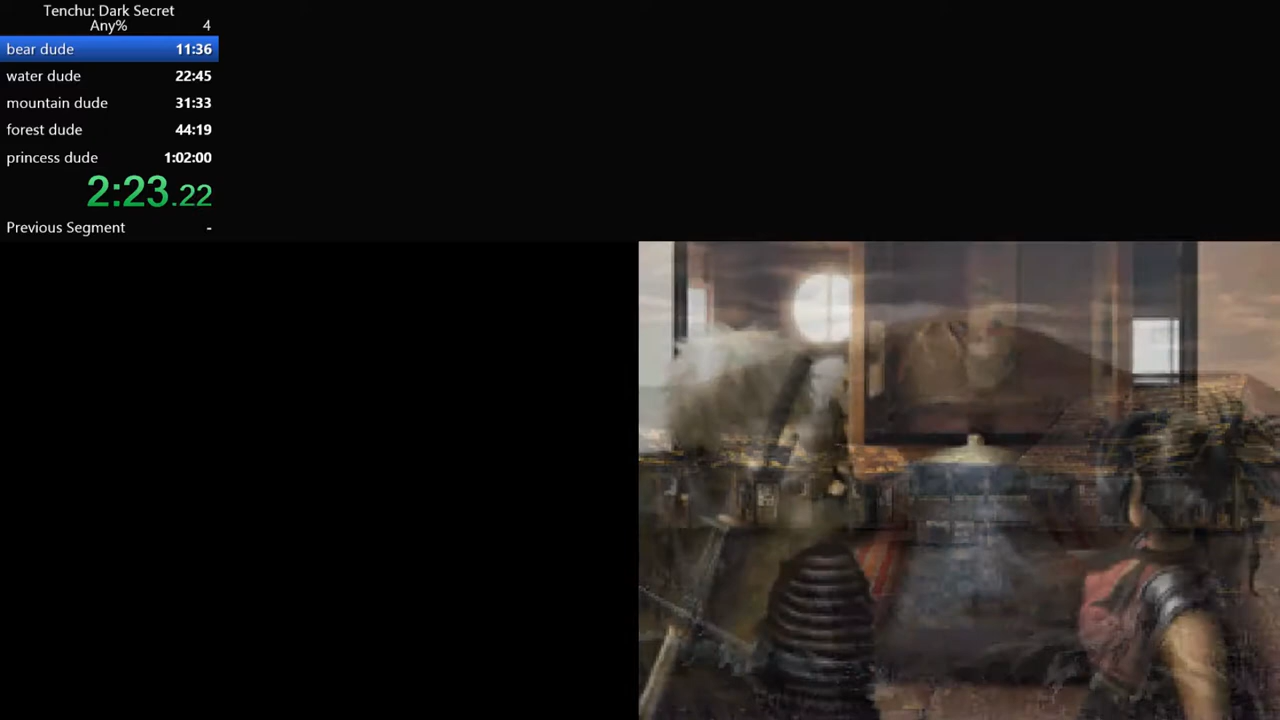 Tenchu: Dark Secret
Any% 4
bear dude 11:36
water dude 22:45
mountain dude 31:33
forest dude 44:19
princess dude 1:02:00
2:23.22
Previous Segment -